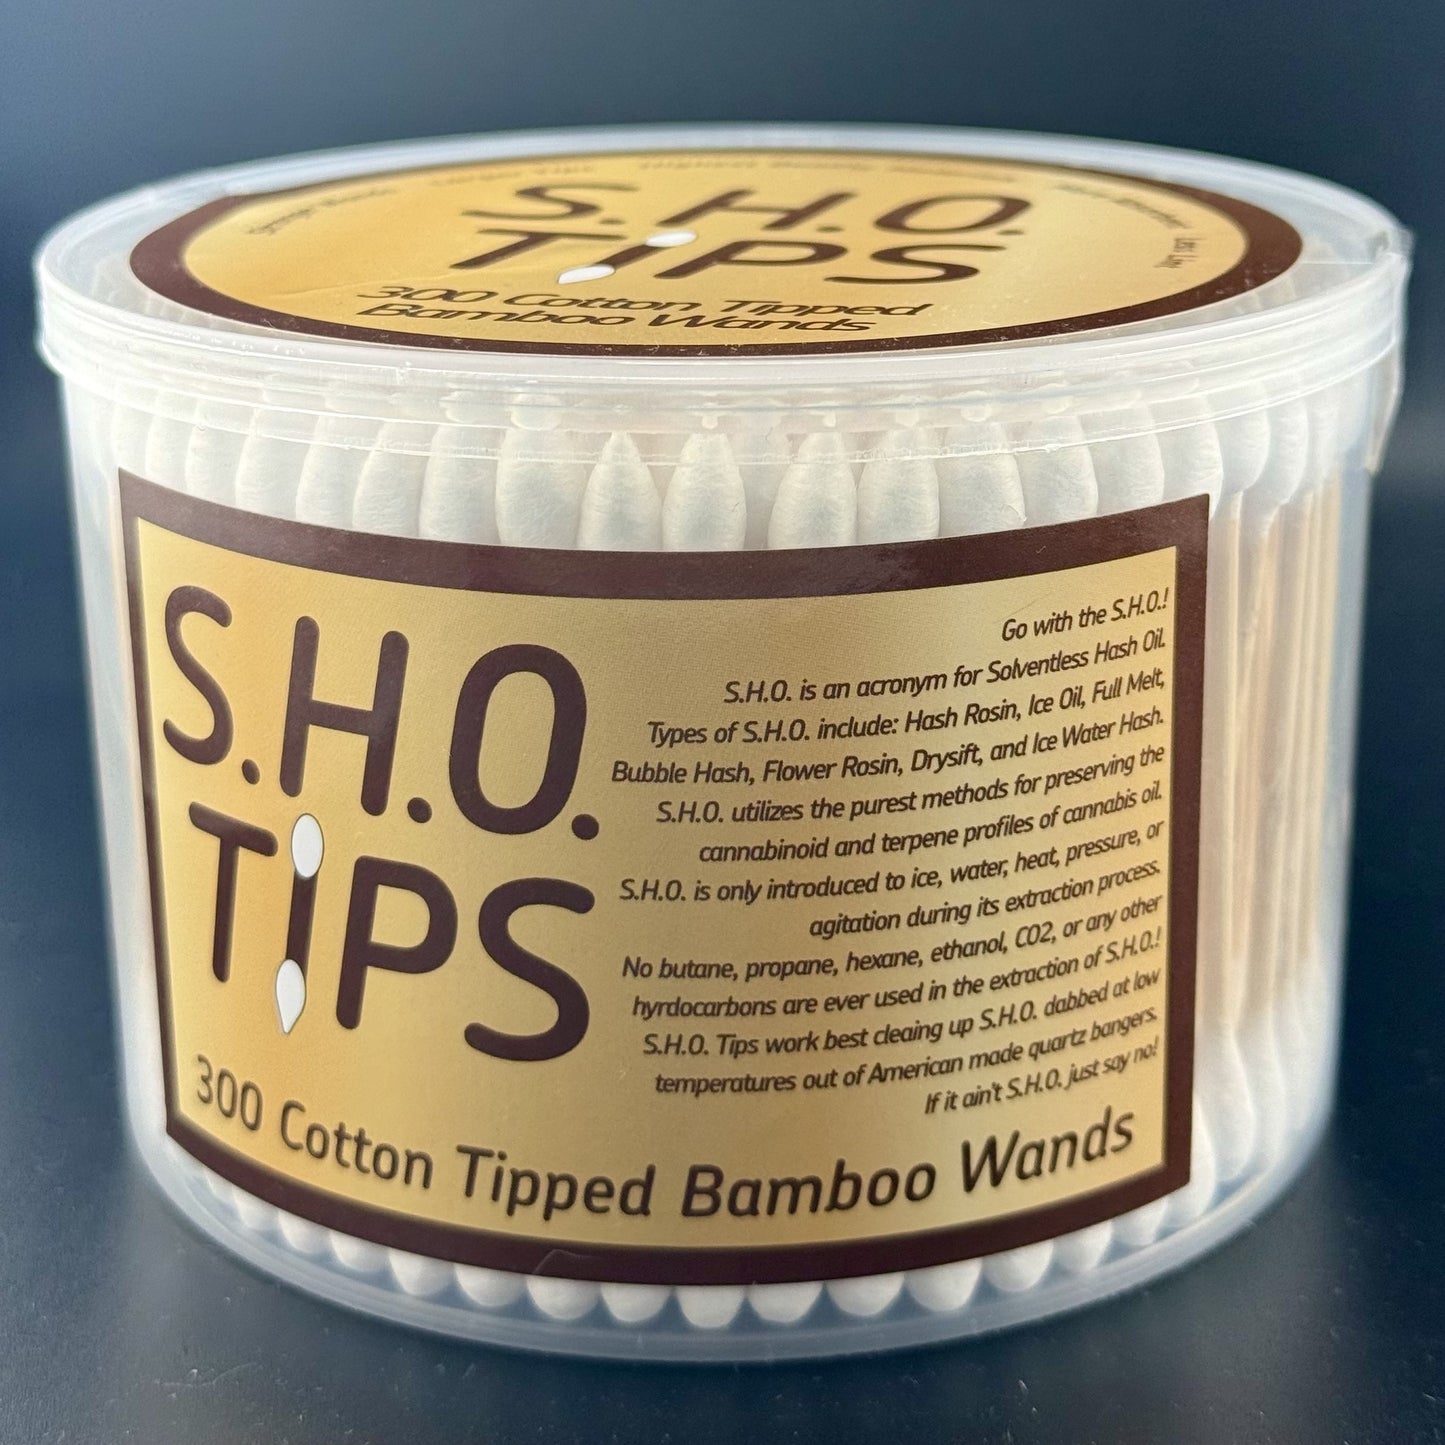 S.H.O.
TiPS
300 Cotton Tipped
Bamboo Wands
S.H.O.
TiPS
Go with the S.H.O.!
S.H.O. is an acronym for Solventless Hash Oil.
Types of S.H.O. include: Hash Rosin, Ice Oil, Full Melt,
Bubble Hash, Flower Rosin, Drysift, and Ice Water Hash.
S.H.O. utilizes the purest methods for preserving the
cannabinoid and terpene profiles of cannabis oil.
S.H.O. is only introduced to ice, water, heat, pressure, or
agitation during its extraction process.
No butane, propane, hexane, ethanol, CO2, or any other
hyrdocarbons are ever used in the extraction of S.H.O.!
S.H.O. Tips work best cleaing up S.H.O. dabbed at low
temperatures out of American made quartz bangers.
If it ain't S.H.O. just say no!
300 Cotton Tipped Bamboo Wands